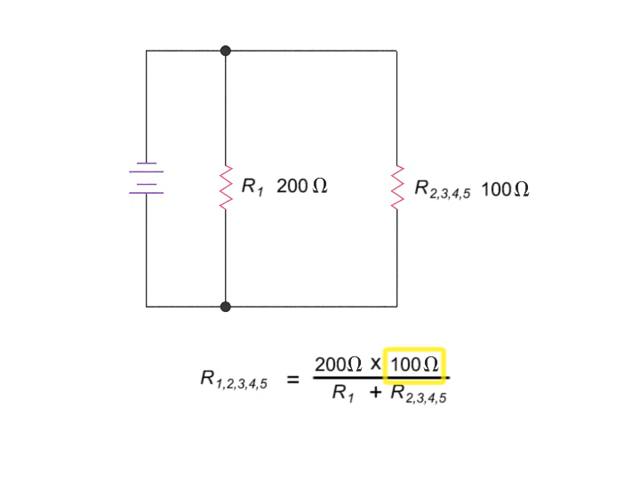 R1 200 Ω
R2,3,4,5 100 Ω
R1,2,3,4,5 = 200Ω x 100Ω
R1 + R2,3,4,5